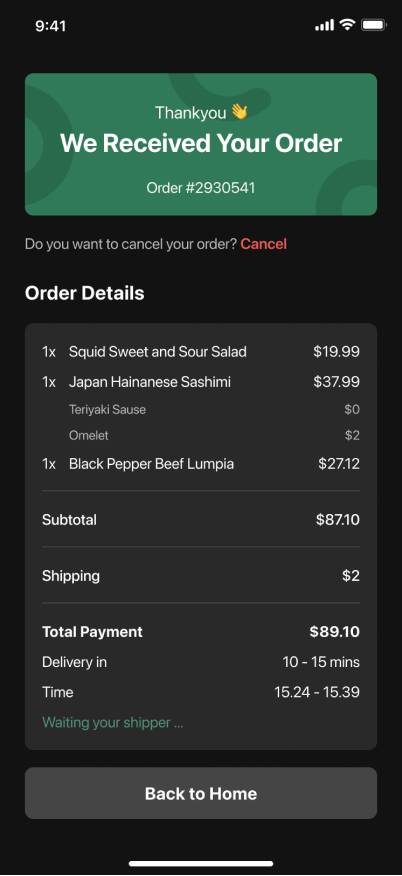 9:41
Thankyou 👋
We Received Your Order
Order #2930541
Do you want to cancel your order? Cancel
Order Details
1x Squid Sweet and Sour Salad $19.99
1x Japan Hainanese Sashimi $37.99
Teriyaki Sause $0
Omelet $2
1x Black Pepper Beef Lumpia $27.12
Subtotal $87.10
Shipping $2
Total Payment $89.10
Delivery in 10 - 15 mins
Time 15.24 - 15.39
Waiting your shipper ...
Back to Home